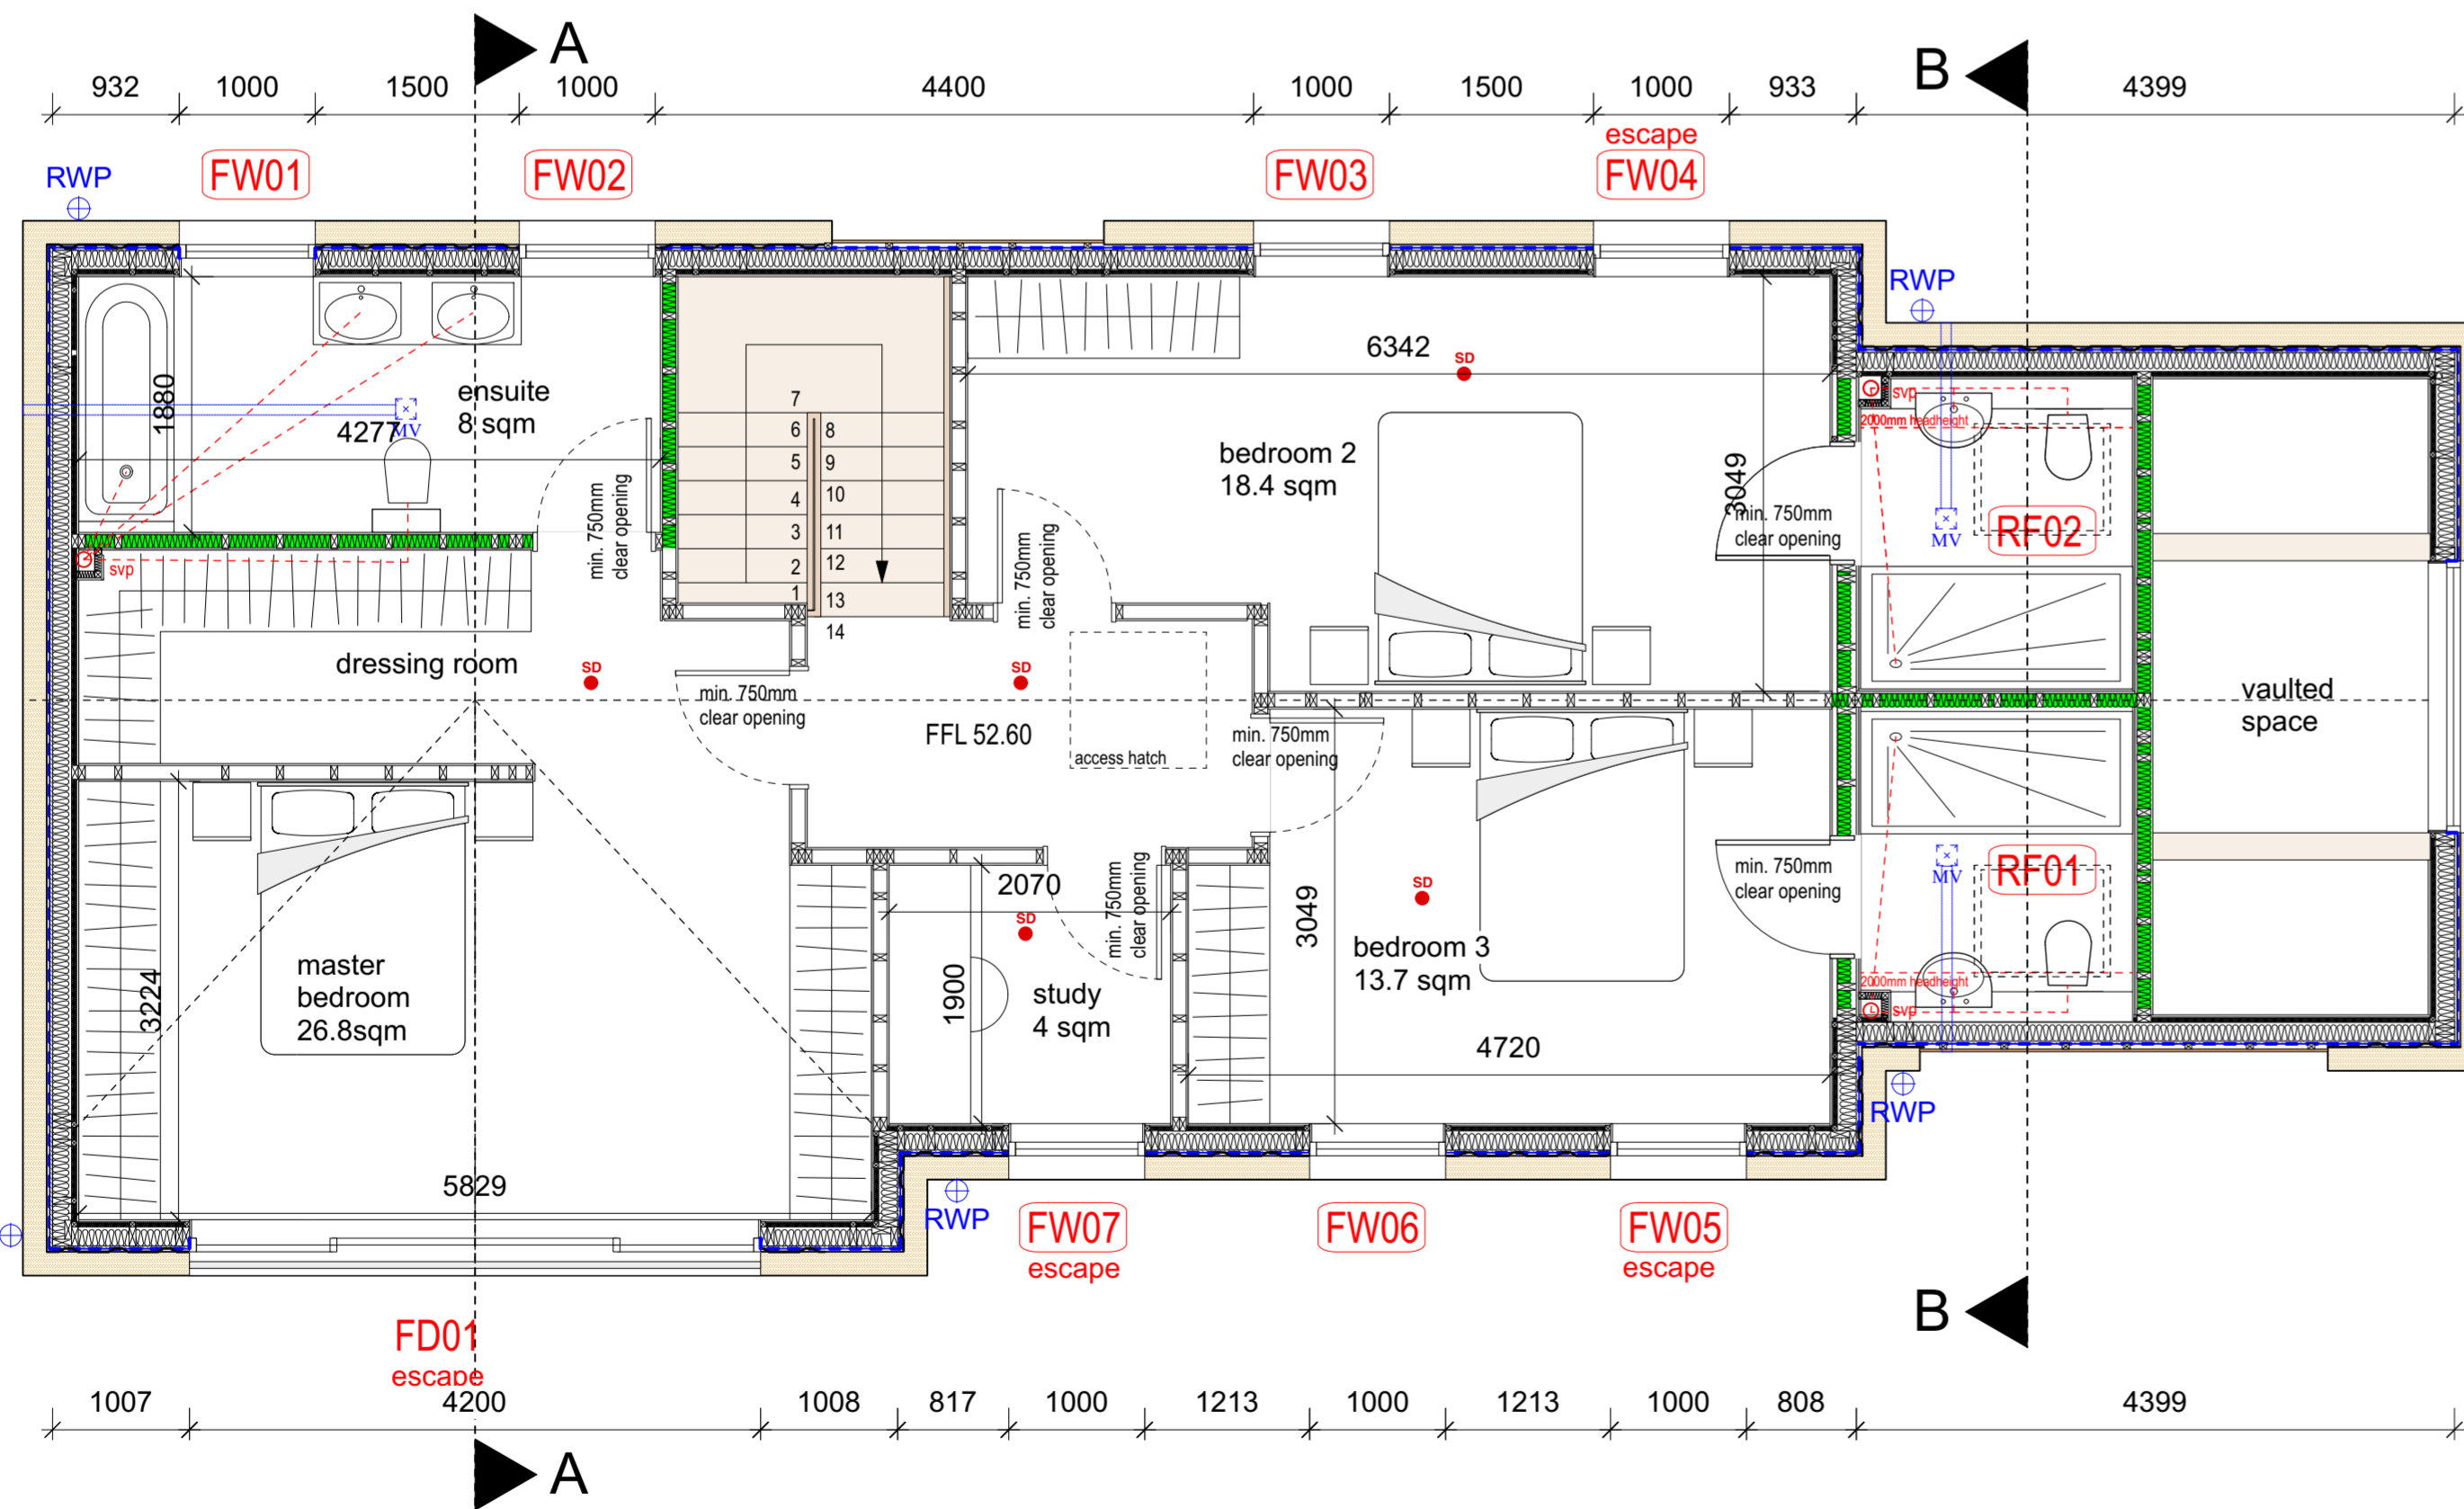 A
B
932 1000 1500 1000 4400 1000 1500 1000 933 4399
escape
RWP FW01 FW02 FW03 FW04
RWP
6342
SD
7
6 8
5 9
4 10
3 11
2 12
1 13
14
ensuite
8 sqm
1880
4277
MV
svp
min. 750mm
clear opening
min. 750mm
clear opening
bedroom 2
18.4 sqm
3049
min. 750mm
clear opening
svp
2000mm headheight
MV
RF02
dressing room
SD
SD
min. 750mm
clear opening
FFL 52.60
access hatch
min. 750mm
clear opening
vaulted
space
2070
SD
min. 750mm
clear opening
SD
3049
min. 750mm
clear opening
MV
RF01
master
bedroom
26.8sqm
3224
1900
study
4 sqm
bedroom 3
13.7 sqm
2000mm headheight
svp
4720
5829
RWP
RWP
FW07
escape
FW06
FW05
escape
B
FD01
escape
1007 4200 1008 817 1000 1213 1000 1213 1000 808 4399
A